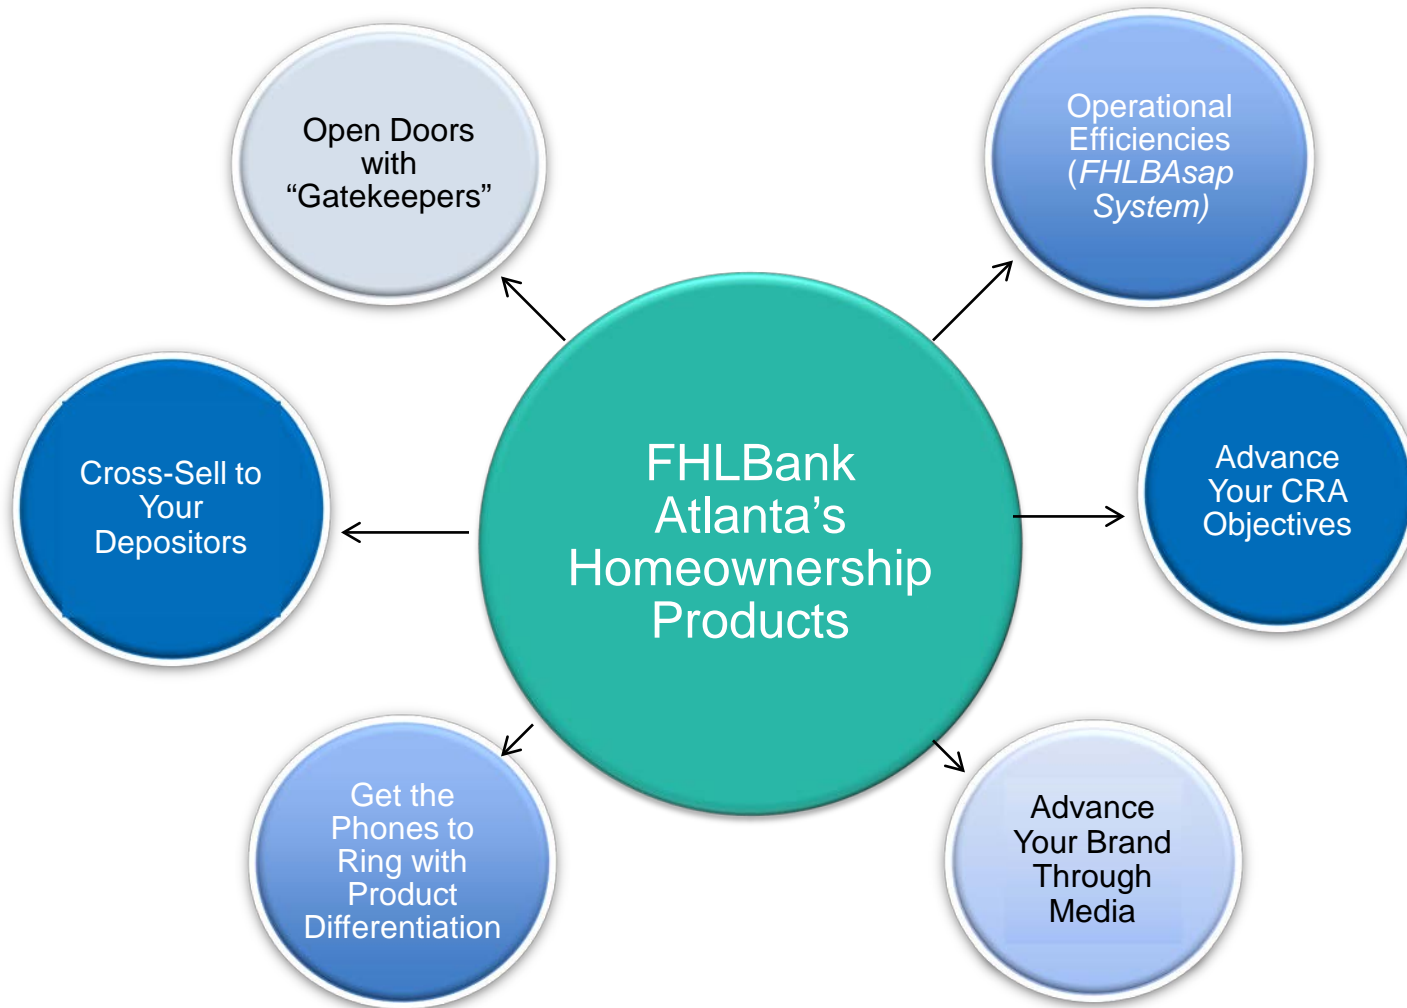 Open Doors
with
“Gatekeepers”
Operational
Efficiencies
(FHLBAsap
System)
Cross-Sell to
Your
Depositors
FHLBank
Atlanta’s
Homeownership
Products
Advance
Your CRA
Objectives
Get the
Phones to
Ring with
Product
Differentiation
Advance
Your Brand
Through
Media